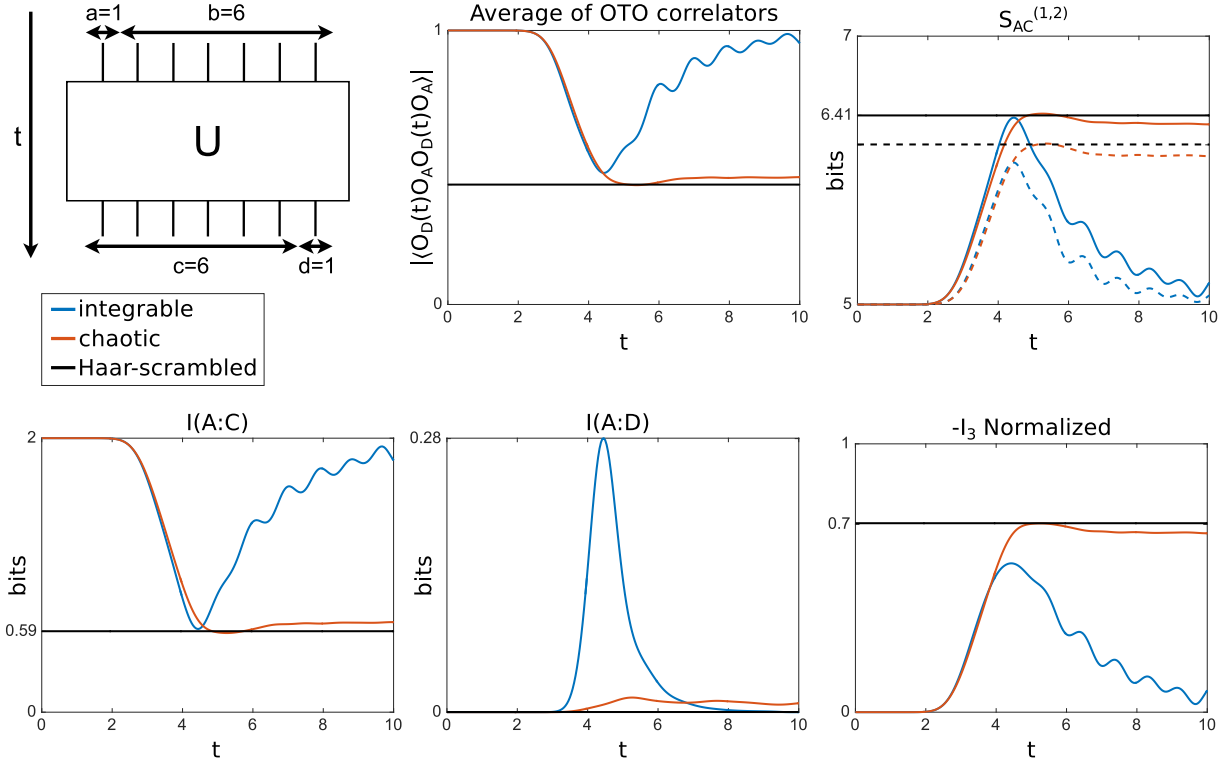 a=1
b=6
t
U
c=6
d=1
integrable
chaotic
Haar-scrambled
Average of OTO correlators
|⟨O_D(t)O_A O_D(t)O_A⟩|
1
0
0 2 4 6 8 10
t
S_AC^(1,2)
bits
7
6.41
5
0 2 4 6 8 10
t
I(A:C)
bits
2
0.59
0
0 2 4 6 8 10
t
I(A:D)
bits
0.28
0
0 2 4 6 8 10
t
-I₃ Normalized
1
0.7
0
0 2 4 6 8 10
t